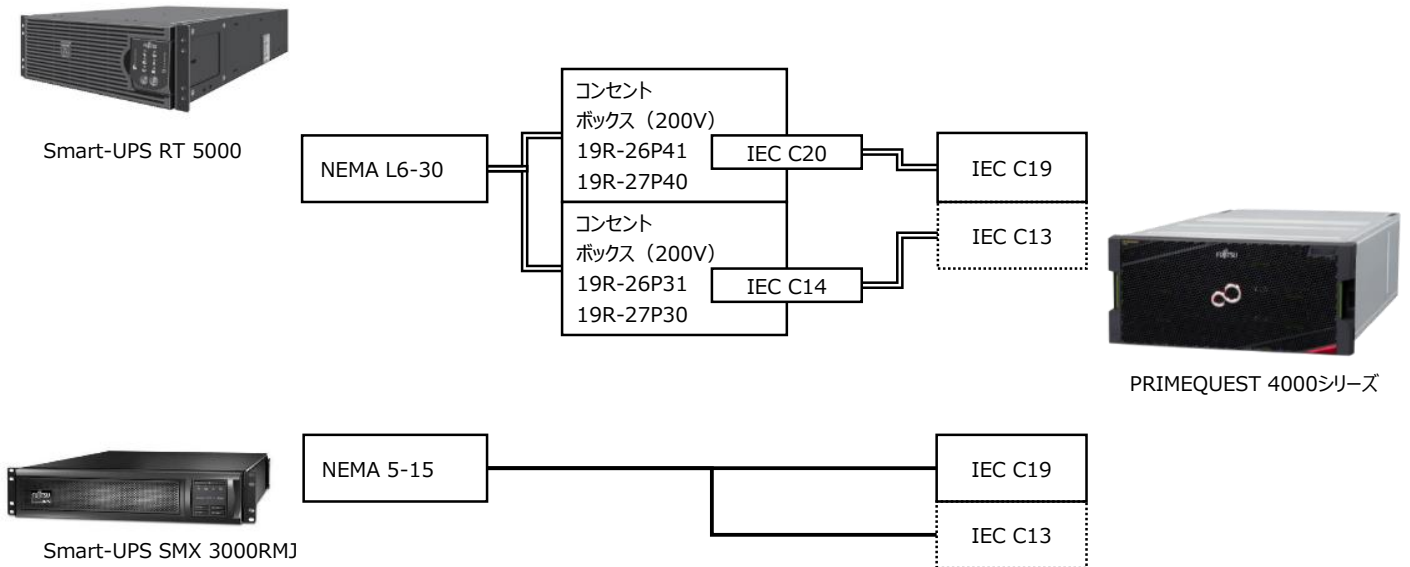 Smart-UPS RT 5000
NEMA L6-30
コンセント
ボックス（200V）
19R-26P41
19R-27P40
IEC C20
IEC C19
コンセント
ボックス（200V）
19R-26P31
19R-27P30
IEC C14
IEC C13
FUJITSU
PRIMEQUEST 4000シリーズ
NEMA 5-15
IEC C19
IEC C13
FUJITSU
Smart-UPS SMX 3000RMJ